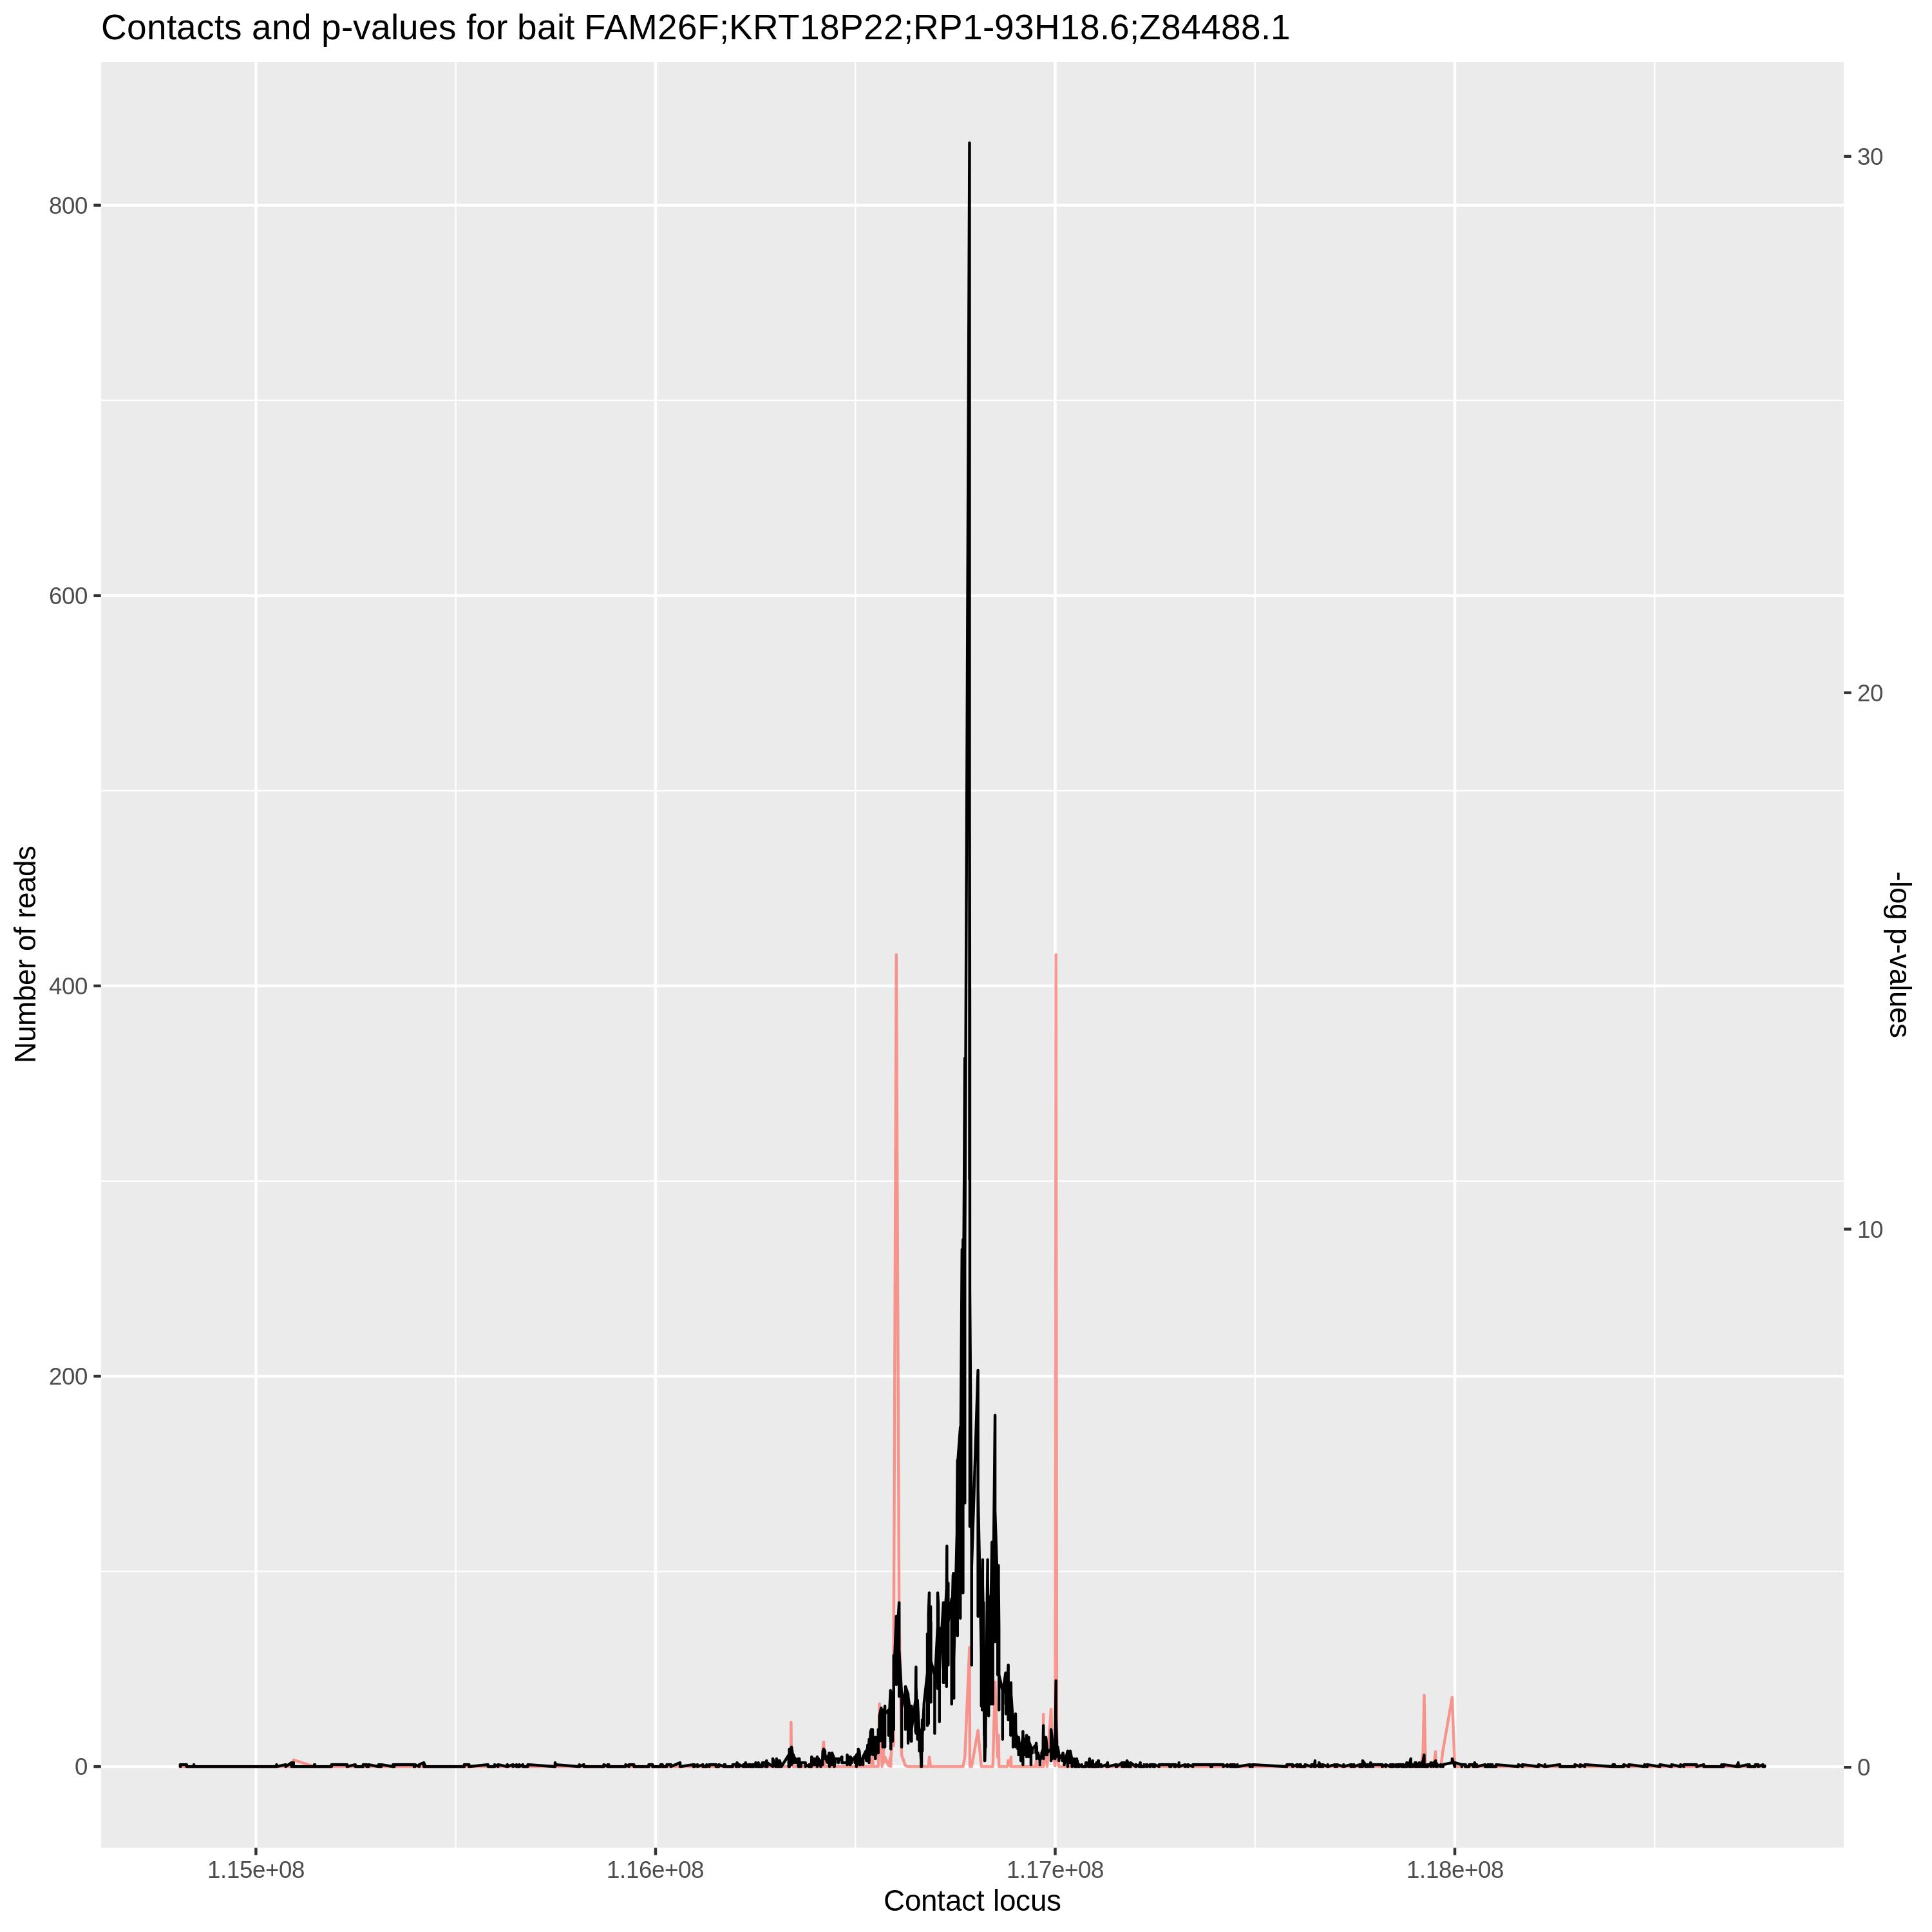 Contacts and p-values for bait FAM26F;KRT18P22;RP1-93H18.6;Z84488.1
Number of reads
800
600
400
200
0
30
20
10
0
-log p-values
1.15e+08 1.16e+08 1.17e+08 1.18e+08
Contact locus